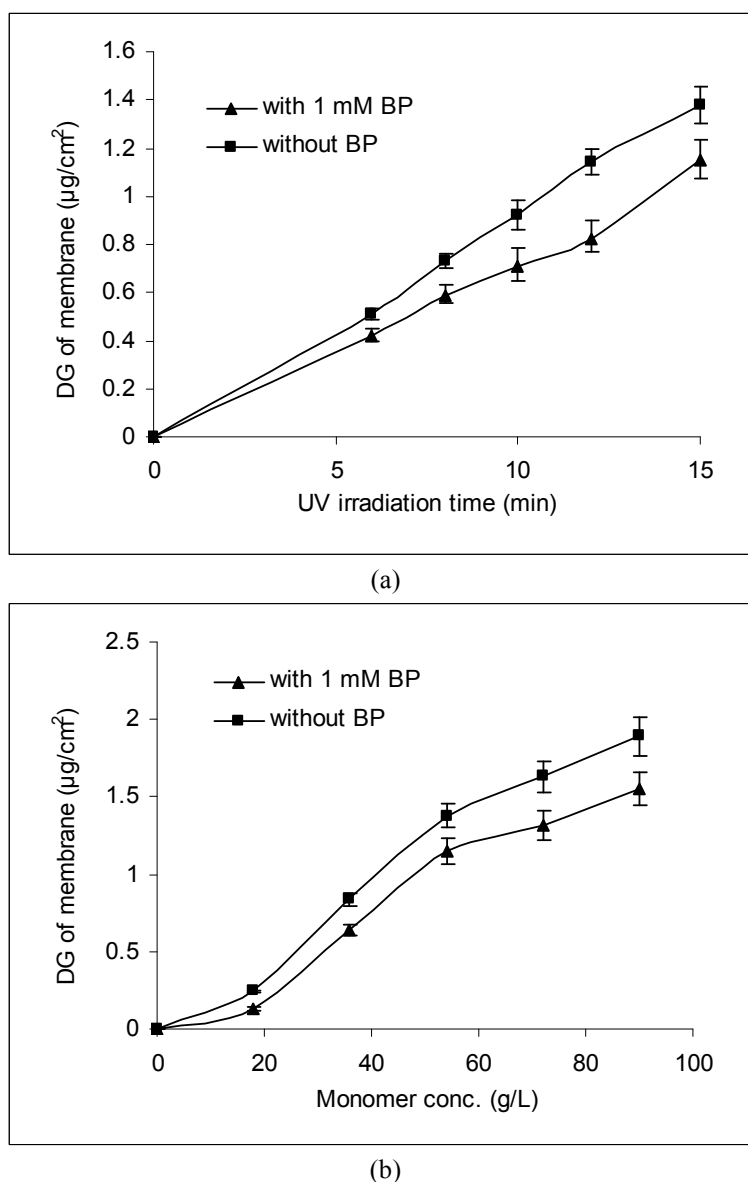 1.6
1.4
1.2
1
0.8
0.6
0.4
0.2
0
DG of membrane (µg/cm²)
with 1 mM BP
without BP
0 5 10 15
UV irradiation time (min)
(a)
2.5
2
1.5
1
0.5
0
DG of membrane (µg/cm²)
with 1 mM BP
without BP
0 20 40 60 80 100
Monomer conc. (g/L)
(b)